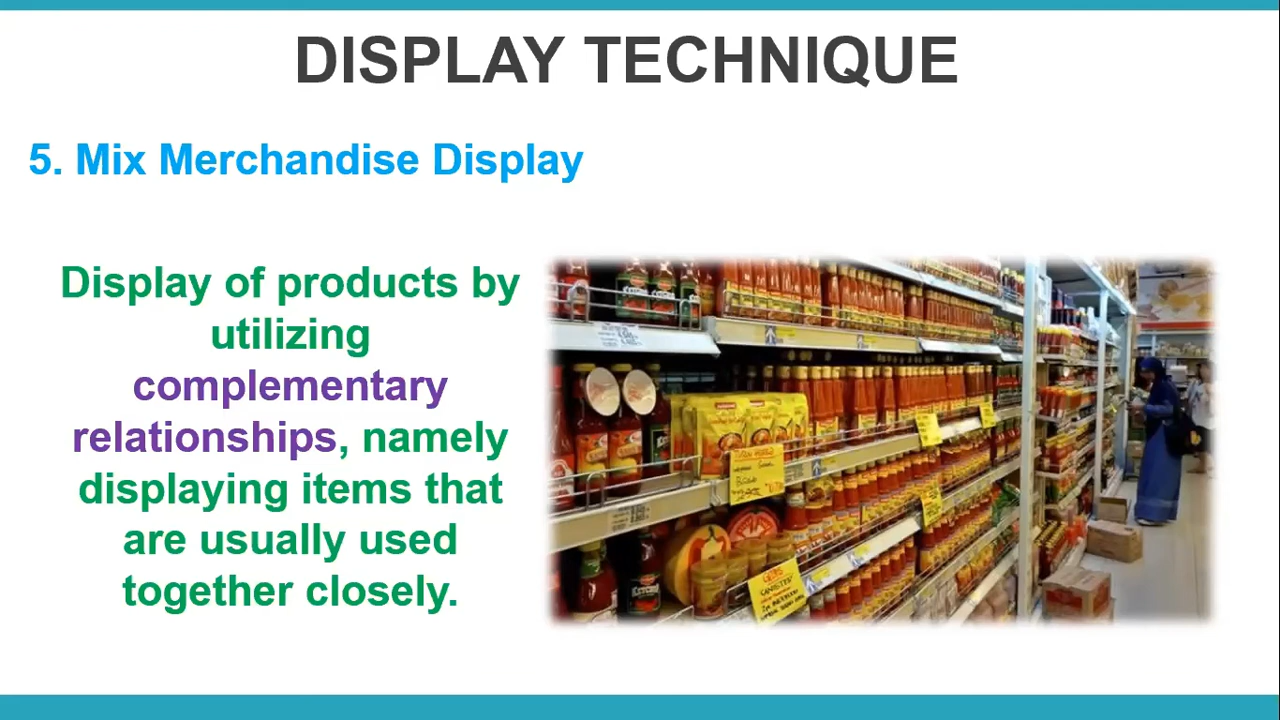 DISPLAY TECHNIQUE
5. Mix Merchandise Display
Display of products by
utilizing
complementary
relationships, namely
displaying items that
are usually used
together closely.